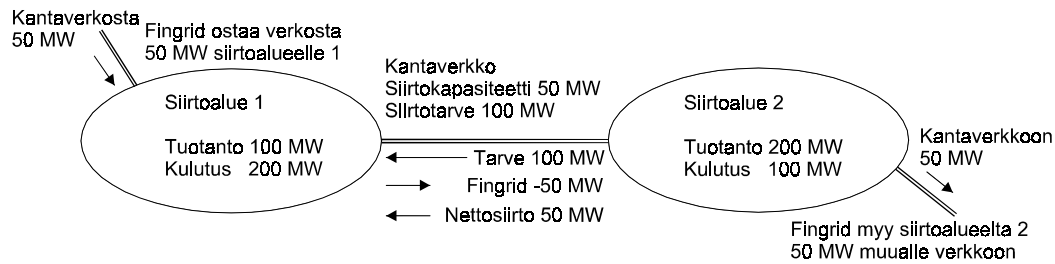 Kantaverkosta
50 MW
Fingrid ostaa verkosta
50 MW siirtoalueelle 1
Siirtoalue 1
Tuotanto 100 MW
Kulutus 200 MW
Kantaverkko
Siirtokapasiteetti 50 MW
SIirtotarve 100 MW
Tarve 100 MW
Fingrid -50 MW
Nettosiirto 50 MW
Siirtoalue 2
Tuotanto 200 MW
Kulutus 100 MW
Kantaverkkoon
50 MW
Fingrid myy siirtoalueelta 2
50 MW muualle verkkoon